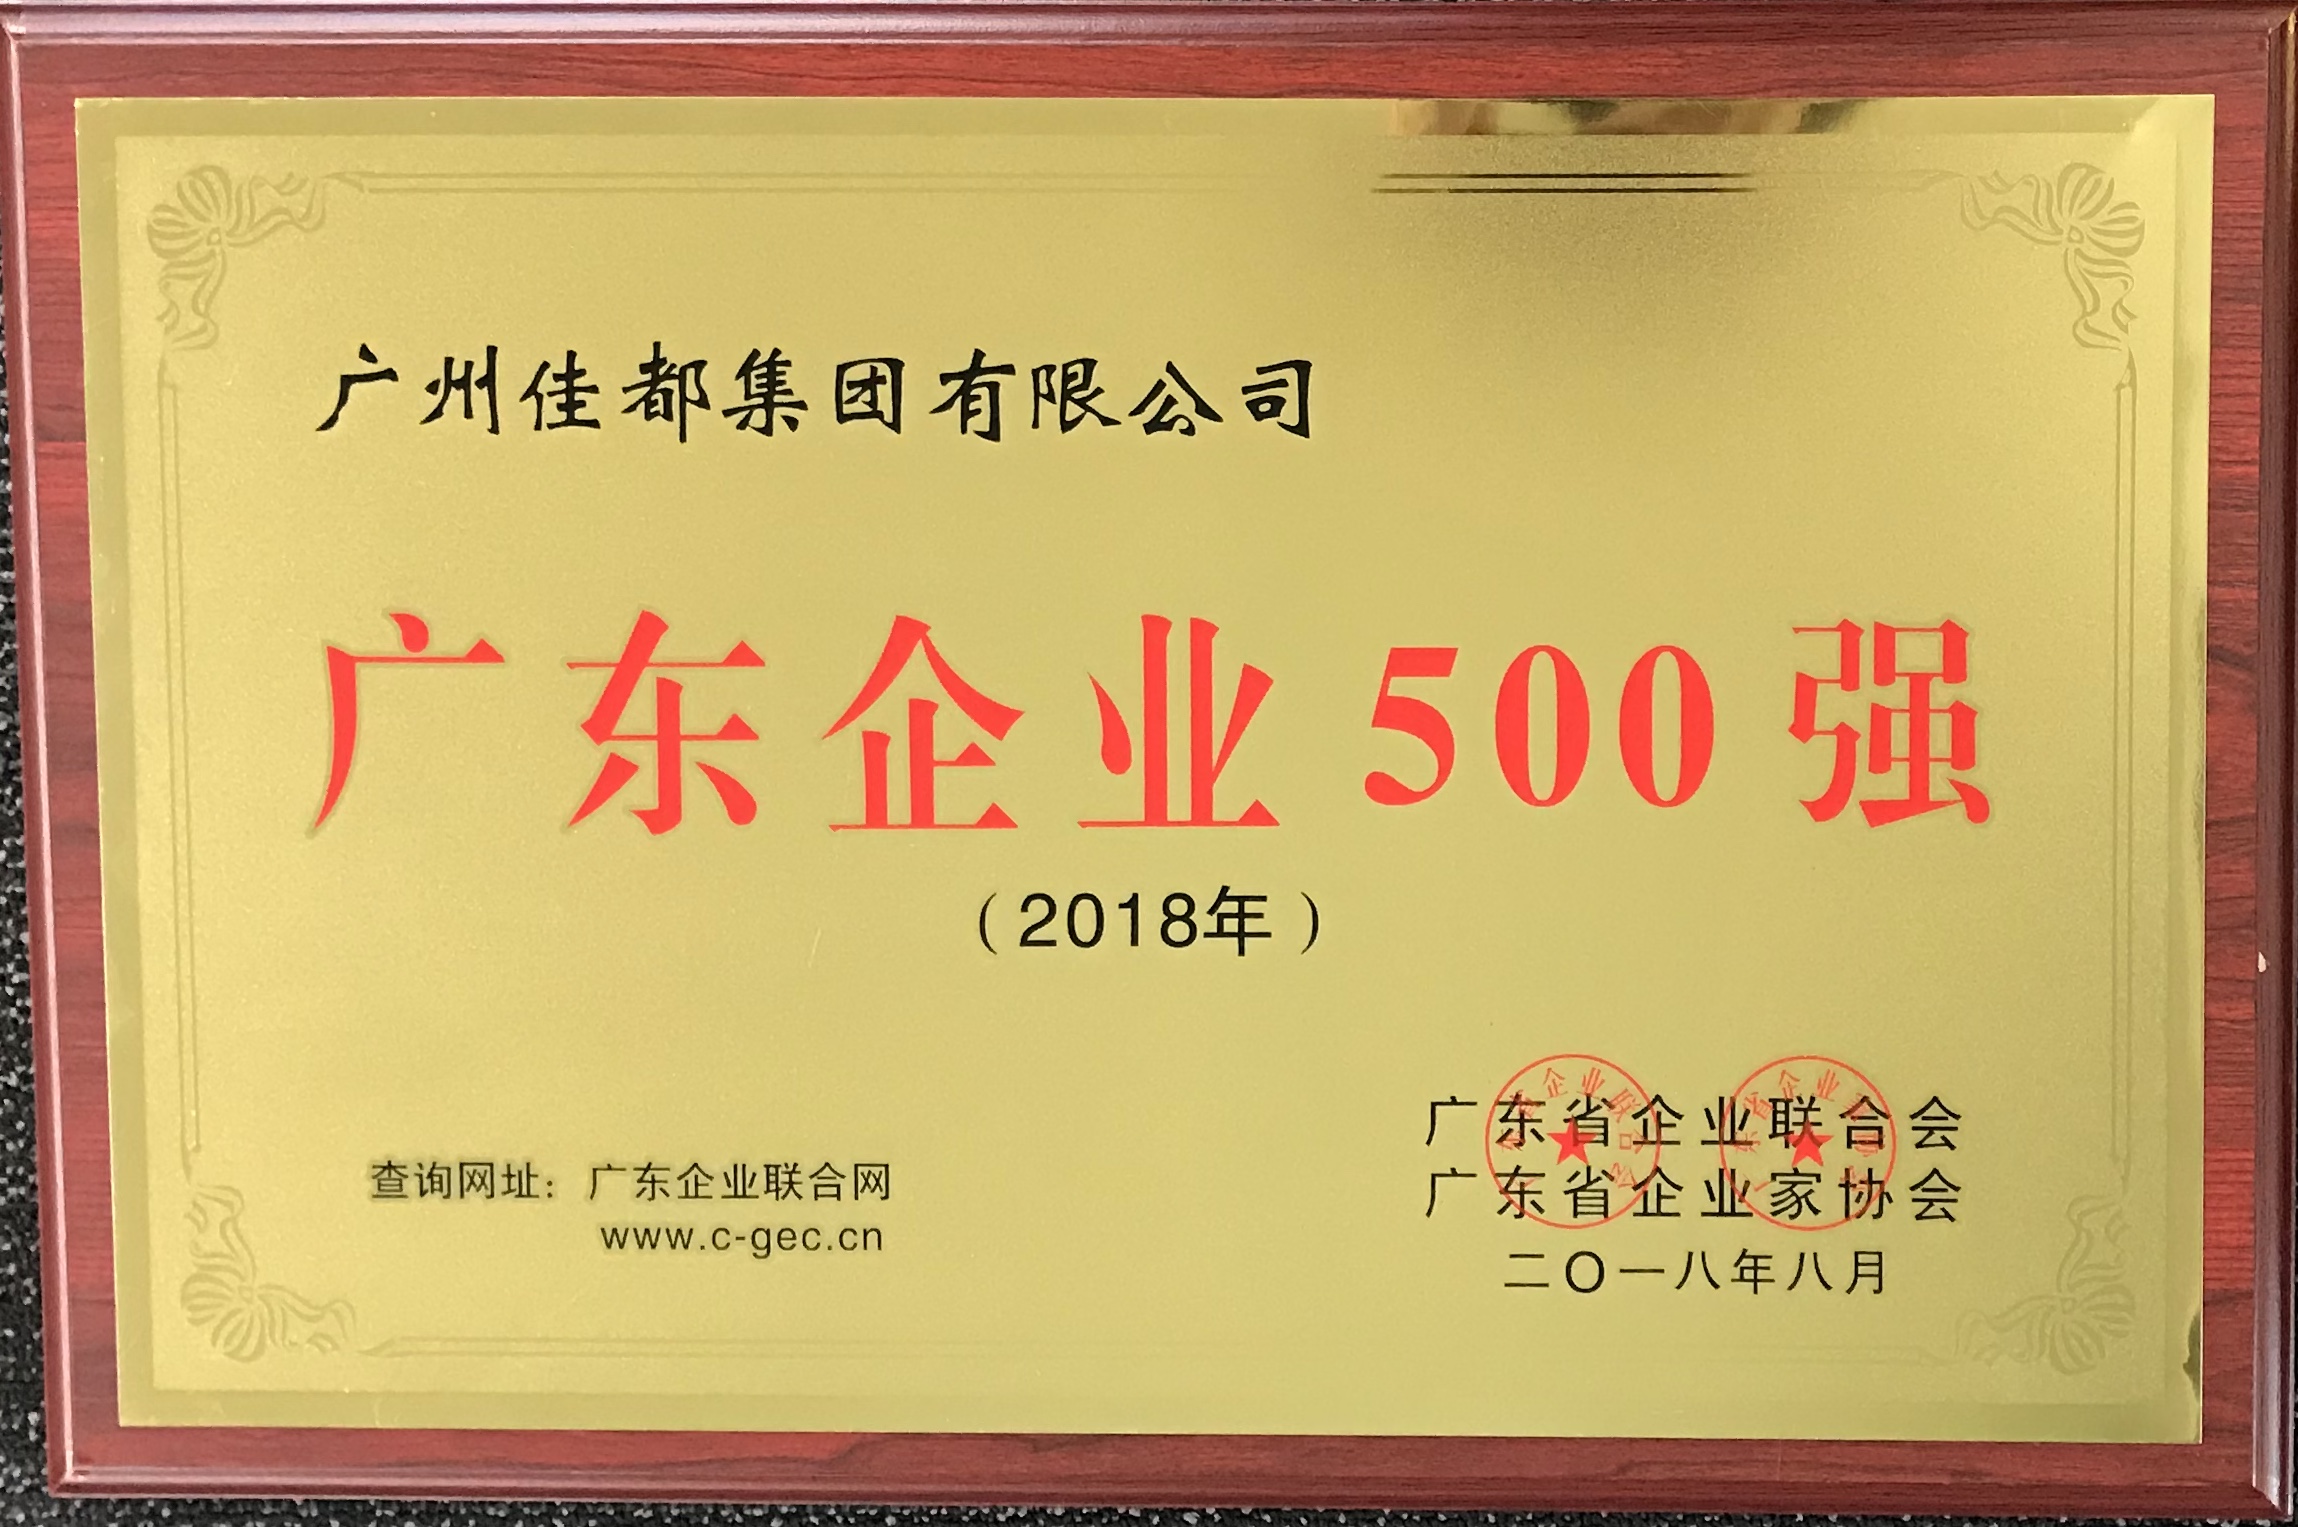 广州佳都集团有限公司
广东企业500强
（2018年）
查询网址：广东企业联合网
www.c-gec.cn
广东省企业联合会
广东省企业家协会
二〇一八年八月